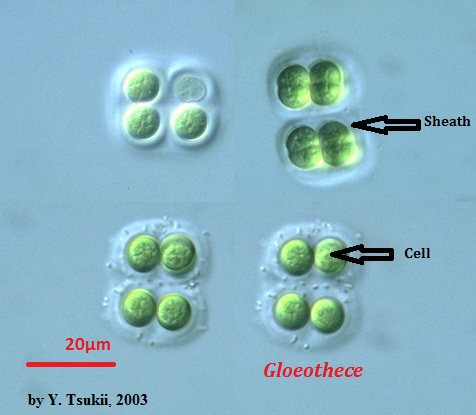 Sheath
Cell
20μm
Gloeothece
by Y. Tsukii, 2003